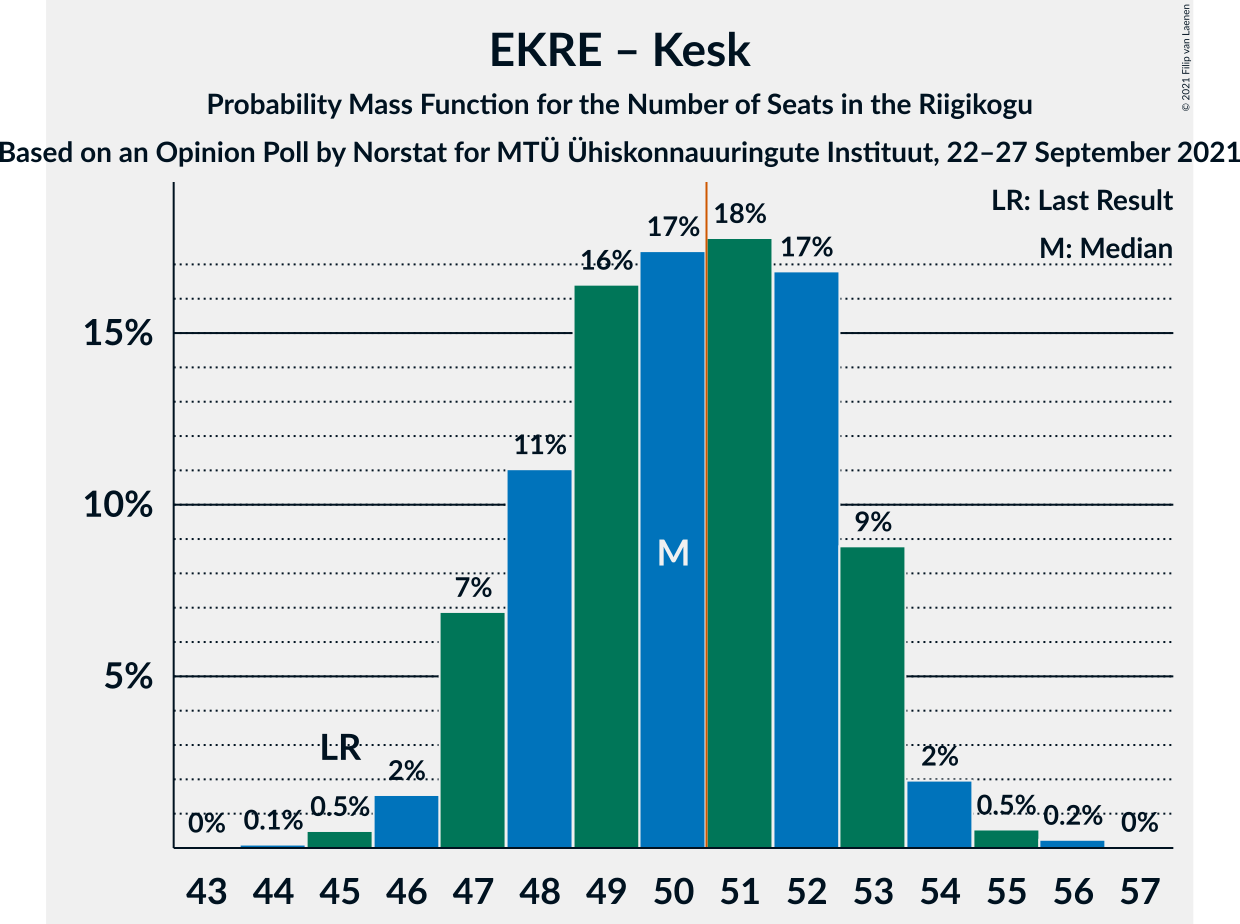 EKRE – Kesk
Probability Mass Function for the Number of Seats in the Riigikogu
Based on an Opinion Poll by Norstat for MTÜ Ühiskonnauuringute Instituut, 22–27 September 2021
© 2021 Filip van Laenen
LR: Last Result
M: Median
15%
10%
5%
0%
0.1%
0.5%
2%
7%
11%
16%
17%
18%
17%
9%
2%
0.5%
0.2%
0%
LR
M
43 44 45 46 47 48 49 50 51 52 53 54 55 56 57